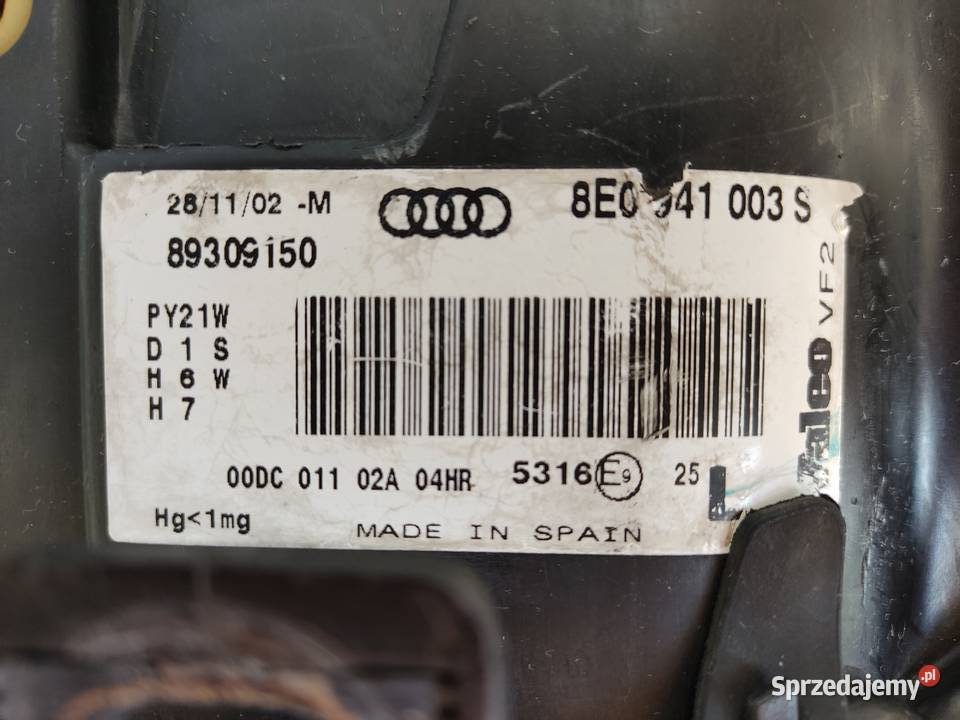 28/11/02 -M
8E0 941 003 S
89309150
PY21W
D 1 S
H 6 W
H 7
Valeo VF2
00DC 011 02A 04HR 5316 E9 25 L
Hg<1mg
MADE IN SPAIN
Sprzedajemy.pl